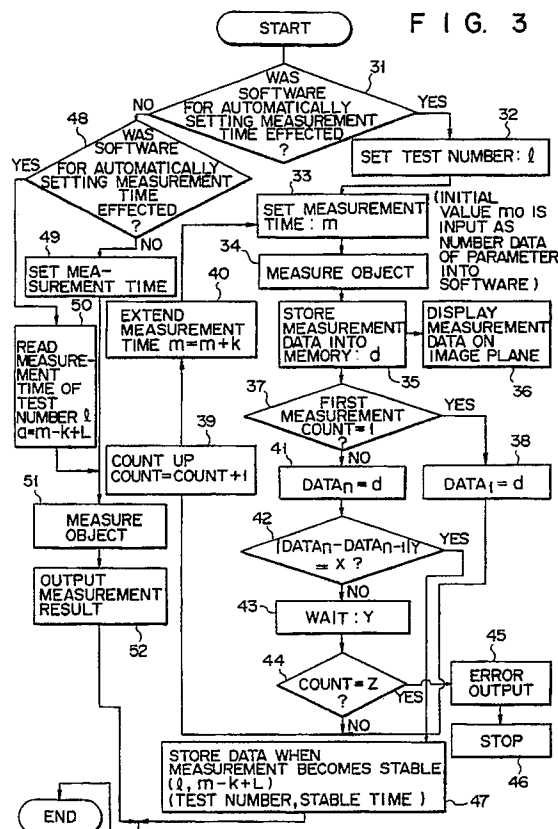 START
F I G. 3
31
WAS
SOFTWARE
FOR AUTOMATICALLY
SETTING MEASUREMENT
TIME EFFECTED
?
NO
YES
48
WAS
SOFTWARE
FOR AUTOMATICALLY
SETTING MEASUREMENT
TIME
EFFECTED
?
YES
NO
32
SET TEST NUMBER: ℓ
33
SET MEASUREMENT
TIME: m
(INITIAL
VALUE mo IS
INPUT AS
NUMBER DATA
OF PARAMETER
INTO
SOFTWARE)
34
MEASURE OBJECT
49
SET MEA-
SUREMENT TIME
40
EXTEND
MEASUREMENT
TIME m=m+k
STORE
MEASUREMENT
DATA INTO
MEMORY: d
35
DISPLAY
MEASUREMENT
DATA ON
IMAGE PLANE
36
50
READ
MEASURE-
MENT
TIME OF
TEST
NUMBER ℓ
a=m-k+L
37
FIRST
MEASUREMENT
COUNT=1
?
YES
NO
39
COUNT UP
COUNT=COUNT+1
41
DATAn=d
38
DATA1=d
51
MEASURE
OBJECT
42
|DATAn-DATAn-1|Y
= X ?
YES
NO
OUTPUT
MEASUREMENT
RESULT
52
43
WAIT: Y
44
COUNT=Z
?
YES
NO
45
ERROR
OUTPUT
STOP
46
STORE DATA WHEN
MEASUREMENT BECOMES STABLE
(ℓ, m-k+L)
(TEST NUMBER, STABLE TIME)
47
END